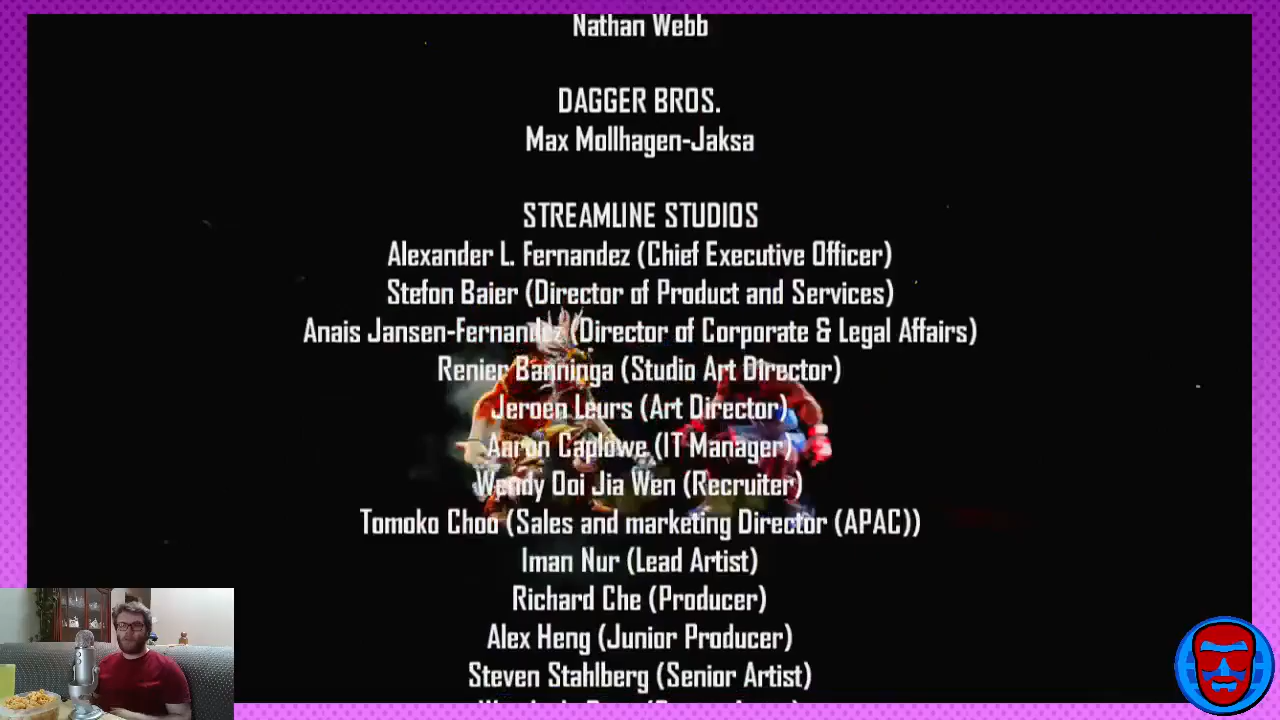 Nathan Webb
DAGGER BROS.
Max Mollhagen-Jaksa
STREAMLINE STUDIOS
Alexander L. Fernandez (Chief Executive Officer)
Stefon Baier (Director of Product and Services)
Anais Jansen-Fernandez (Director of Corporate & Legal Affairs)
Renier Banninga (Studio Art Director)
Jeroen Leurs (Art Director)
Aaron Caplowe (IT Manager)
Wendy Ooi Jia Wen (Recruiter)
Tomoko Choo (Sales and marketing Director (APAC))
Iman Nur (Lead Artist)
Richard Che (Producer)
Alex Heng (Junior Producer)
Steven Stahlberg (Senior Artist)